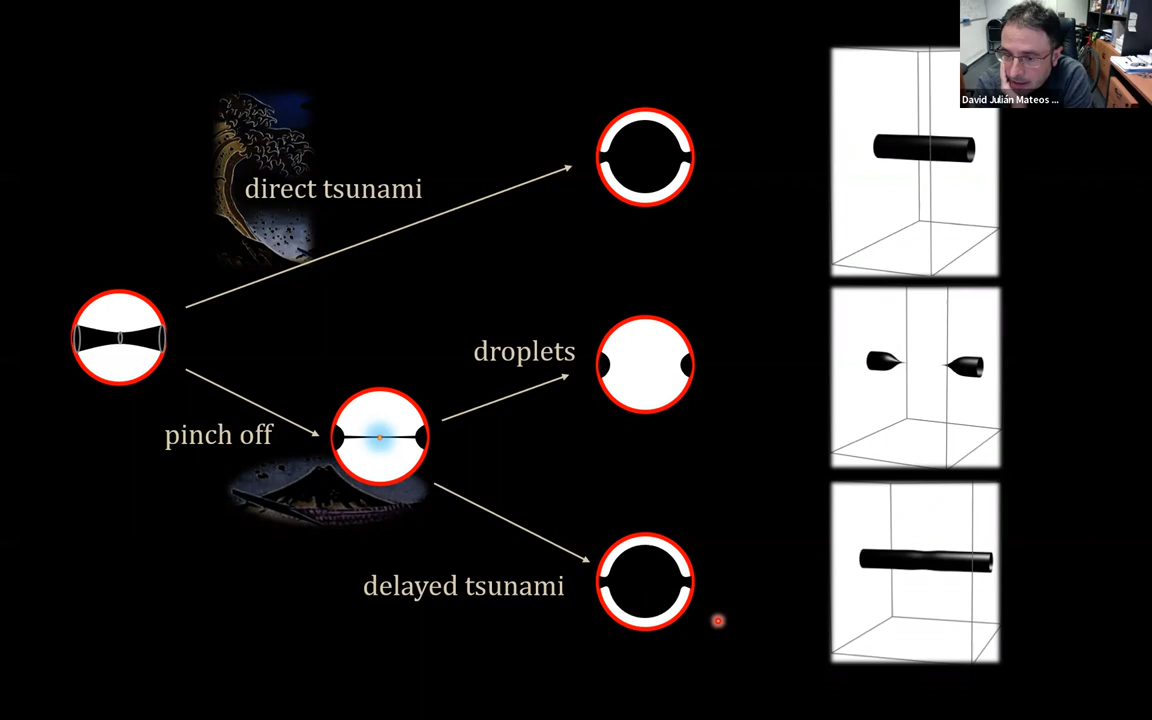 David Julián Mateos ...
direct tsunami
droplets
pinch off
delayed tsunami